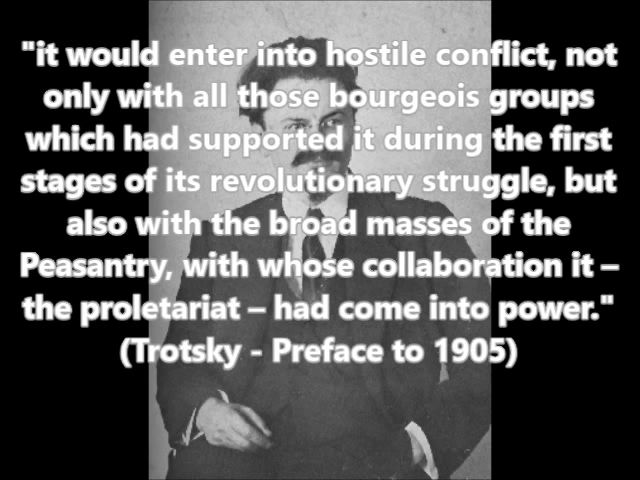 "it would enter into hostile conflict, not
only with all those bourgeois groups
which had supported it during the first
stages of its revolutionary struggle, but
also with the broad masses of the
Peasantry, with whose collaboration it –
the proletariat – had come into power."
(Trotsky - Preface to 1905)